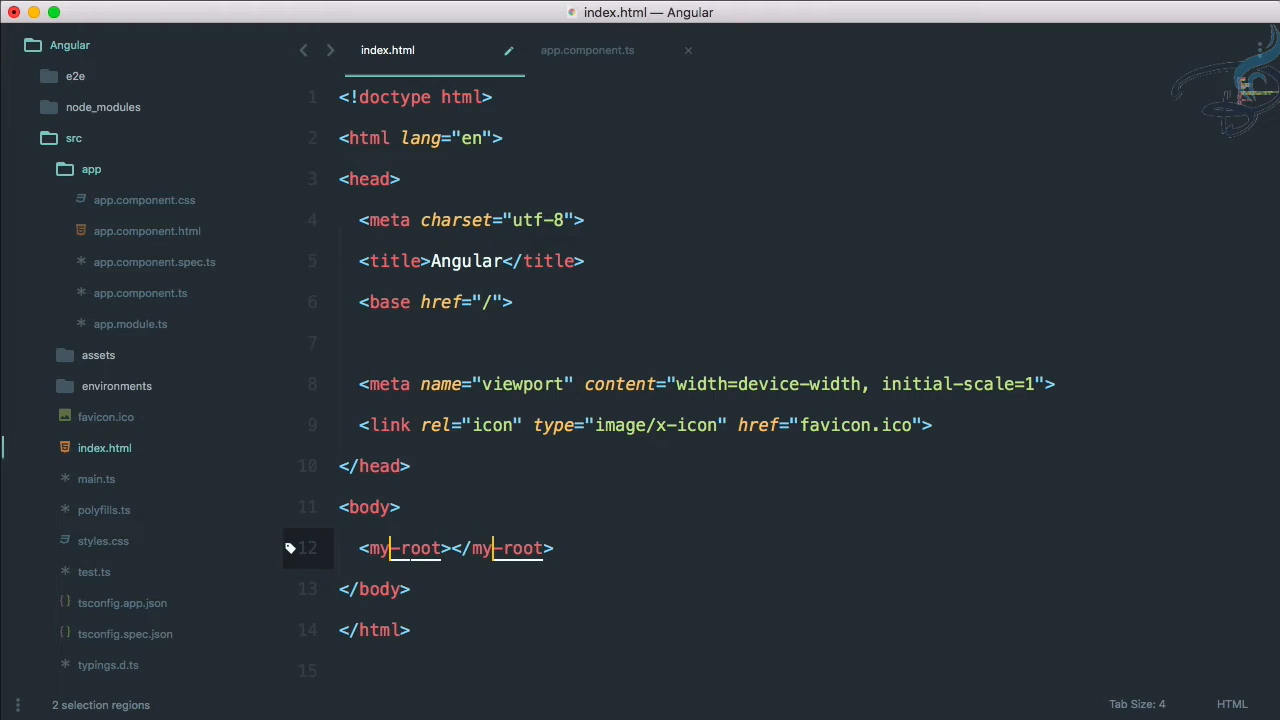 index.html — Angular
Angular
e2e
node_modules
src
app
app.component.css
app.component.html
app.component.spec.ts
app.component.ts
app.module.ts
assets
environments
favicon.ico
index.html
main.ts
polyfills.ts
styles.css
test.ts
tsconfig.app.json
tsconfig.spec.json
typings.d.ts
index.html
app.component.ts
1 <!doctype html>
2 <html lang="en">
3 <head>
4 <meta charset="utf-8">
5 <title>Angular</title>
6 <base href="/">
7
8 <meta name="viewport" content="width=device-width, initial-scale=1">
9 <link rel="icon" type="image/x-icon" href="favicon.ico">
10 </head>
11 <body>
12 <my-root></my-root>
13 </body>
14 </html>
15
2 selection regions
Tab Size: 4
HTML